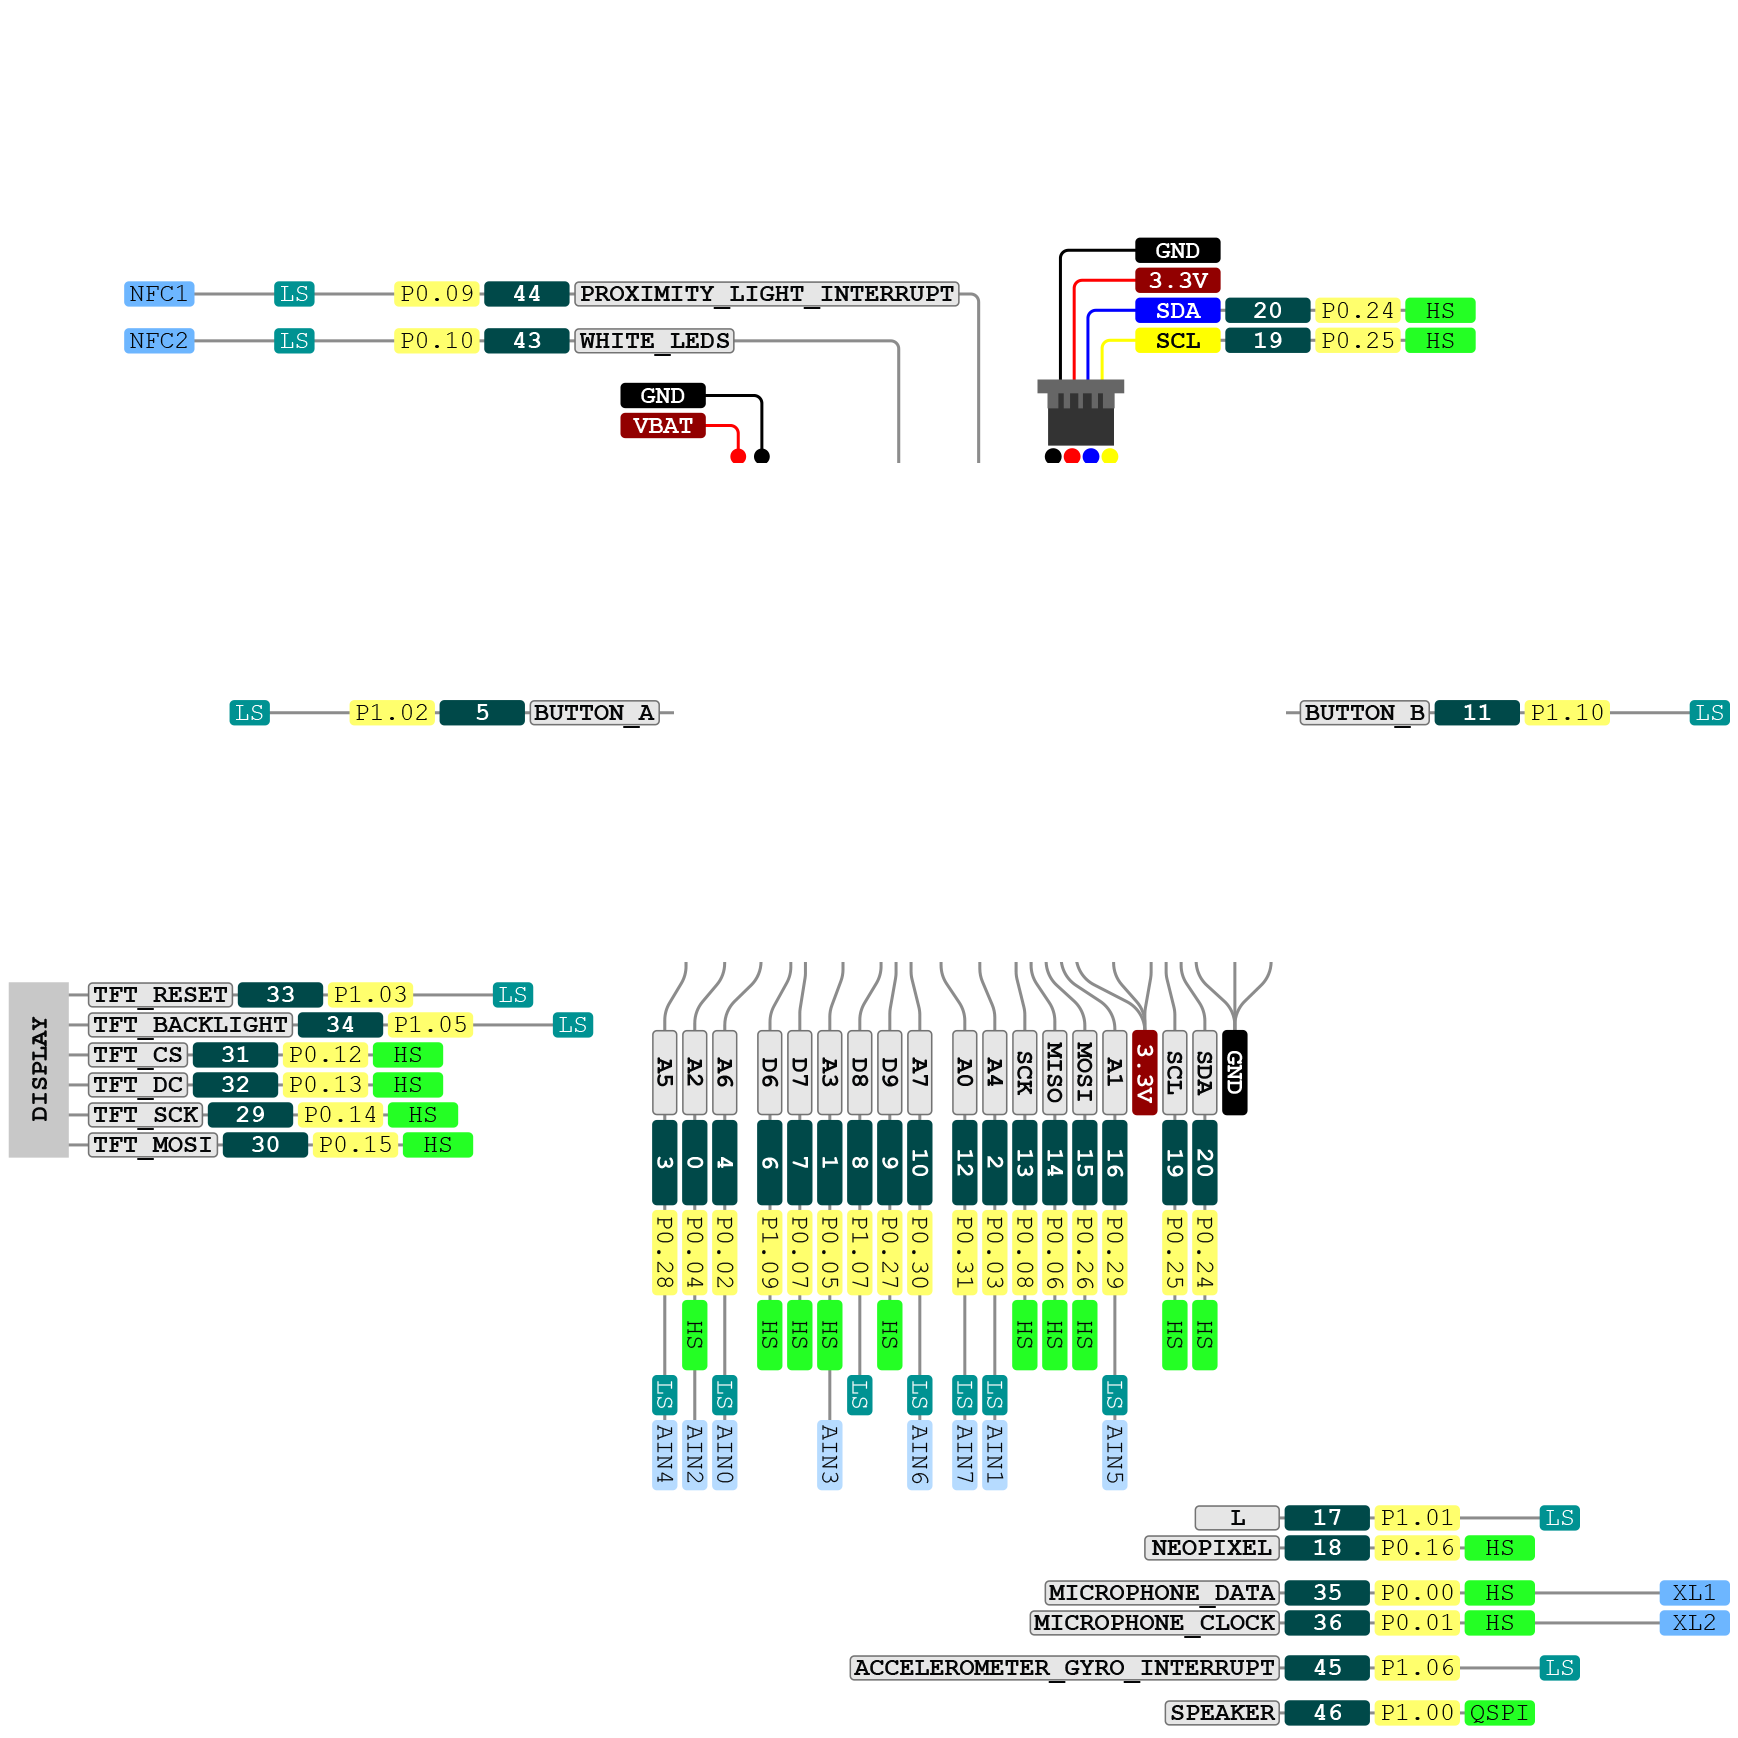 GND
3.3V
NFC1 LS P0.09 44 PROXIMITY_LIGHT_INTERRUPT
SDA 20 P0.24 HS
NFC2 LS P0.10 43 WHITE_LEDS
SCL 19 P0.25 HS
GND
VBAT
LS P1.02 5 BUTTON_A
BUTTON_B 11 P1.10 LS
DISPLAY
TFT_RESET 33 P1.03 LS
TFT_BACKLIGHT 34 P1.05 LS
TFT_CS 31 P0.12 HS
TFT_DC 32 P0.13 HS
TFT_SCK 29 P0.14 HS
TFT_MOSI 30 P0.15 HS
A5 3 P0.28 LS AIN4
A2 0 P0.04 HS AIN2
A6 4 P0.02 LS AIN0
D6 6 P1.09 HS
D7 7 P0.07 HS
A3 1 P0.05 HS AIN3
D8 8 P1.07 LS
D9 9 P0.27 HS
A7 10 P0.30 LS AIN6
A0 12 P0.31 LS AIN7
A4 2 P0.03 LS AIN1
SCK 13 P0.08 HS
MISO 14 P0.06 HS
MOSI 15 P0.26 HS
A1 16 P0.29 LS AIN5
3.3V
SCL 19 P0.25 HS
SDA 20 P0.24 HS
GND
L 17 P1.01 LS
NEOPIXEL 18 P0.16 HS
MICROPHONE_DATA 35 P0.00 HS XL1
MICROPHONE_CLOCK 36 P0.01 HS XL2
ACCELEROMETER_GYRO_INTERRUPT 45 P1.06 LS
SPEAKER 46 P1.00 QSPI